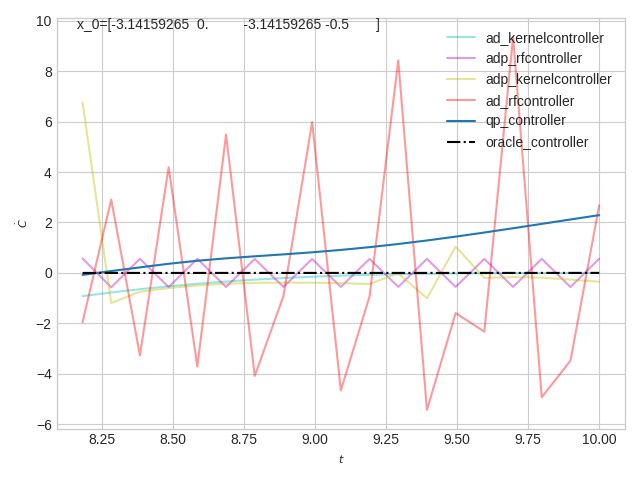 x_0=[-3.14159265 0. -3.14159265 -0.5 ]
ad_kernelcontroller
adp_rfcontroller
adp_kernelcontroller
ad_rfcontroller
qp_controller
oracle_controller
10
8
6
4
2
0
−2
−4
−6
Ċ
8.25 8.50 8.75 9.00 9.25 9.50 9.75 10.00
t